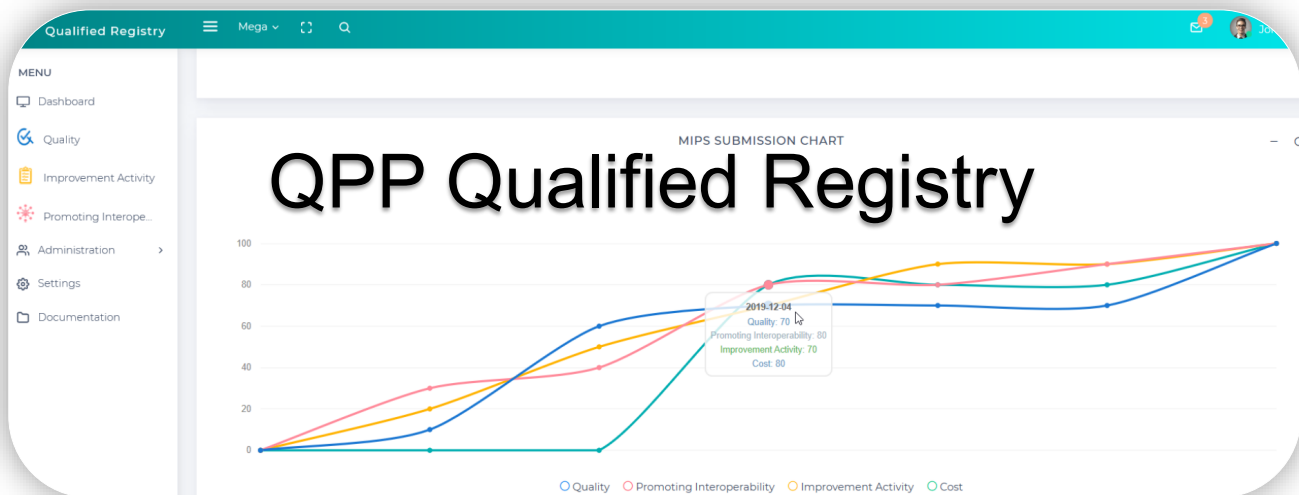 Qualified Registry
Mega
3
MENU
Dashboard
Quality
Improvement Activity
Promoting Interope...
Administration
Settings
Documentation
MIPS SUBMISSION CHART
QPP Qualified Registry
100
80
60
40
20
0
2019-12-04
Quality: 70
Promoting Interoperability: 80
Improvement Activity: 70
Cost: 80
Quality Promoting Interoperability Improvement Activity Cost